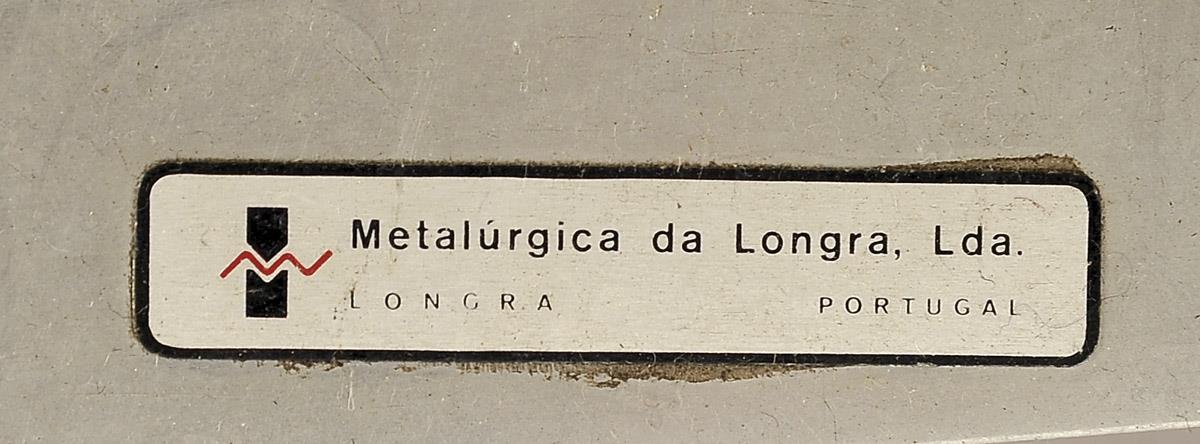 Metalúrgica da Longra, Lda.
LONGRA PORTUGAL